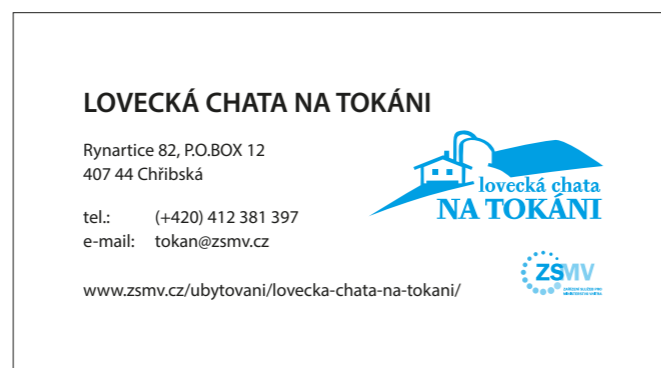 LOVECKÁ CHATA NA TOKÁNI
Rynartice 82, P.O.BOX 12
407 44 Chřibská
tel.: (+420) 412 381 397
e-mail: tokan@zsmv.cz
www.zsmv.cz/ubytovani/lovecka-chata-na-tokani/
lovecká chata
NA TOKÁNI
ZSMV